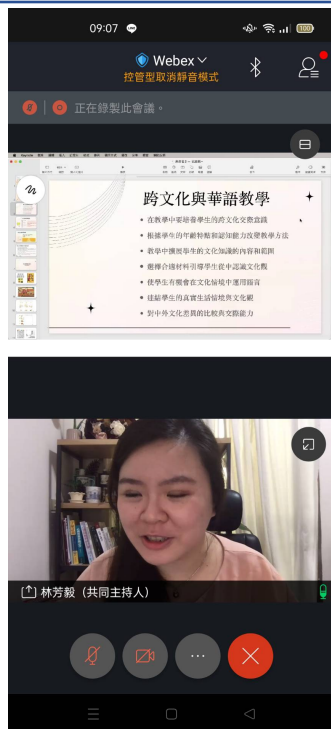 09:07
100
Webex
控管型取消靜音模式
正在錄製此會議。
跨文化與華語教學
• 在教學中要培養學生的跨文化交際意識
• 根據學生的年齡特點和認知能力改變教學方法
• 教學中擴展學生的文化知識的內容和範圍
• 選擇合適材料引導學生從中認識文化觀
• 使學生有機會在文化情境中運用語言
• 連結學生的真實生活情境與文化觀
• 對中外文化差異的比較與交際能力
林芳毅（共同主持人）